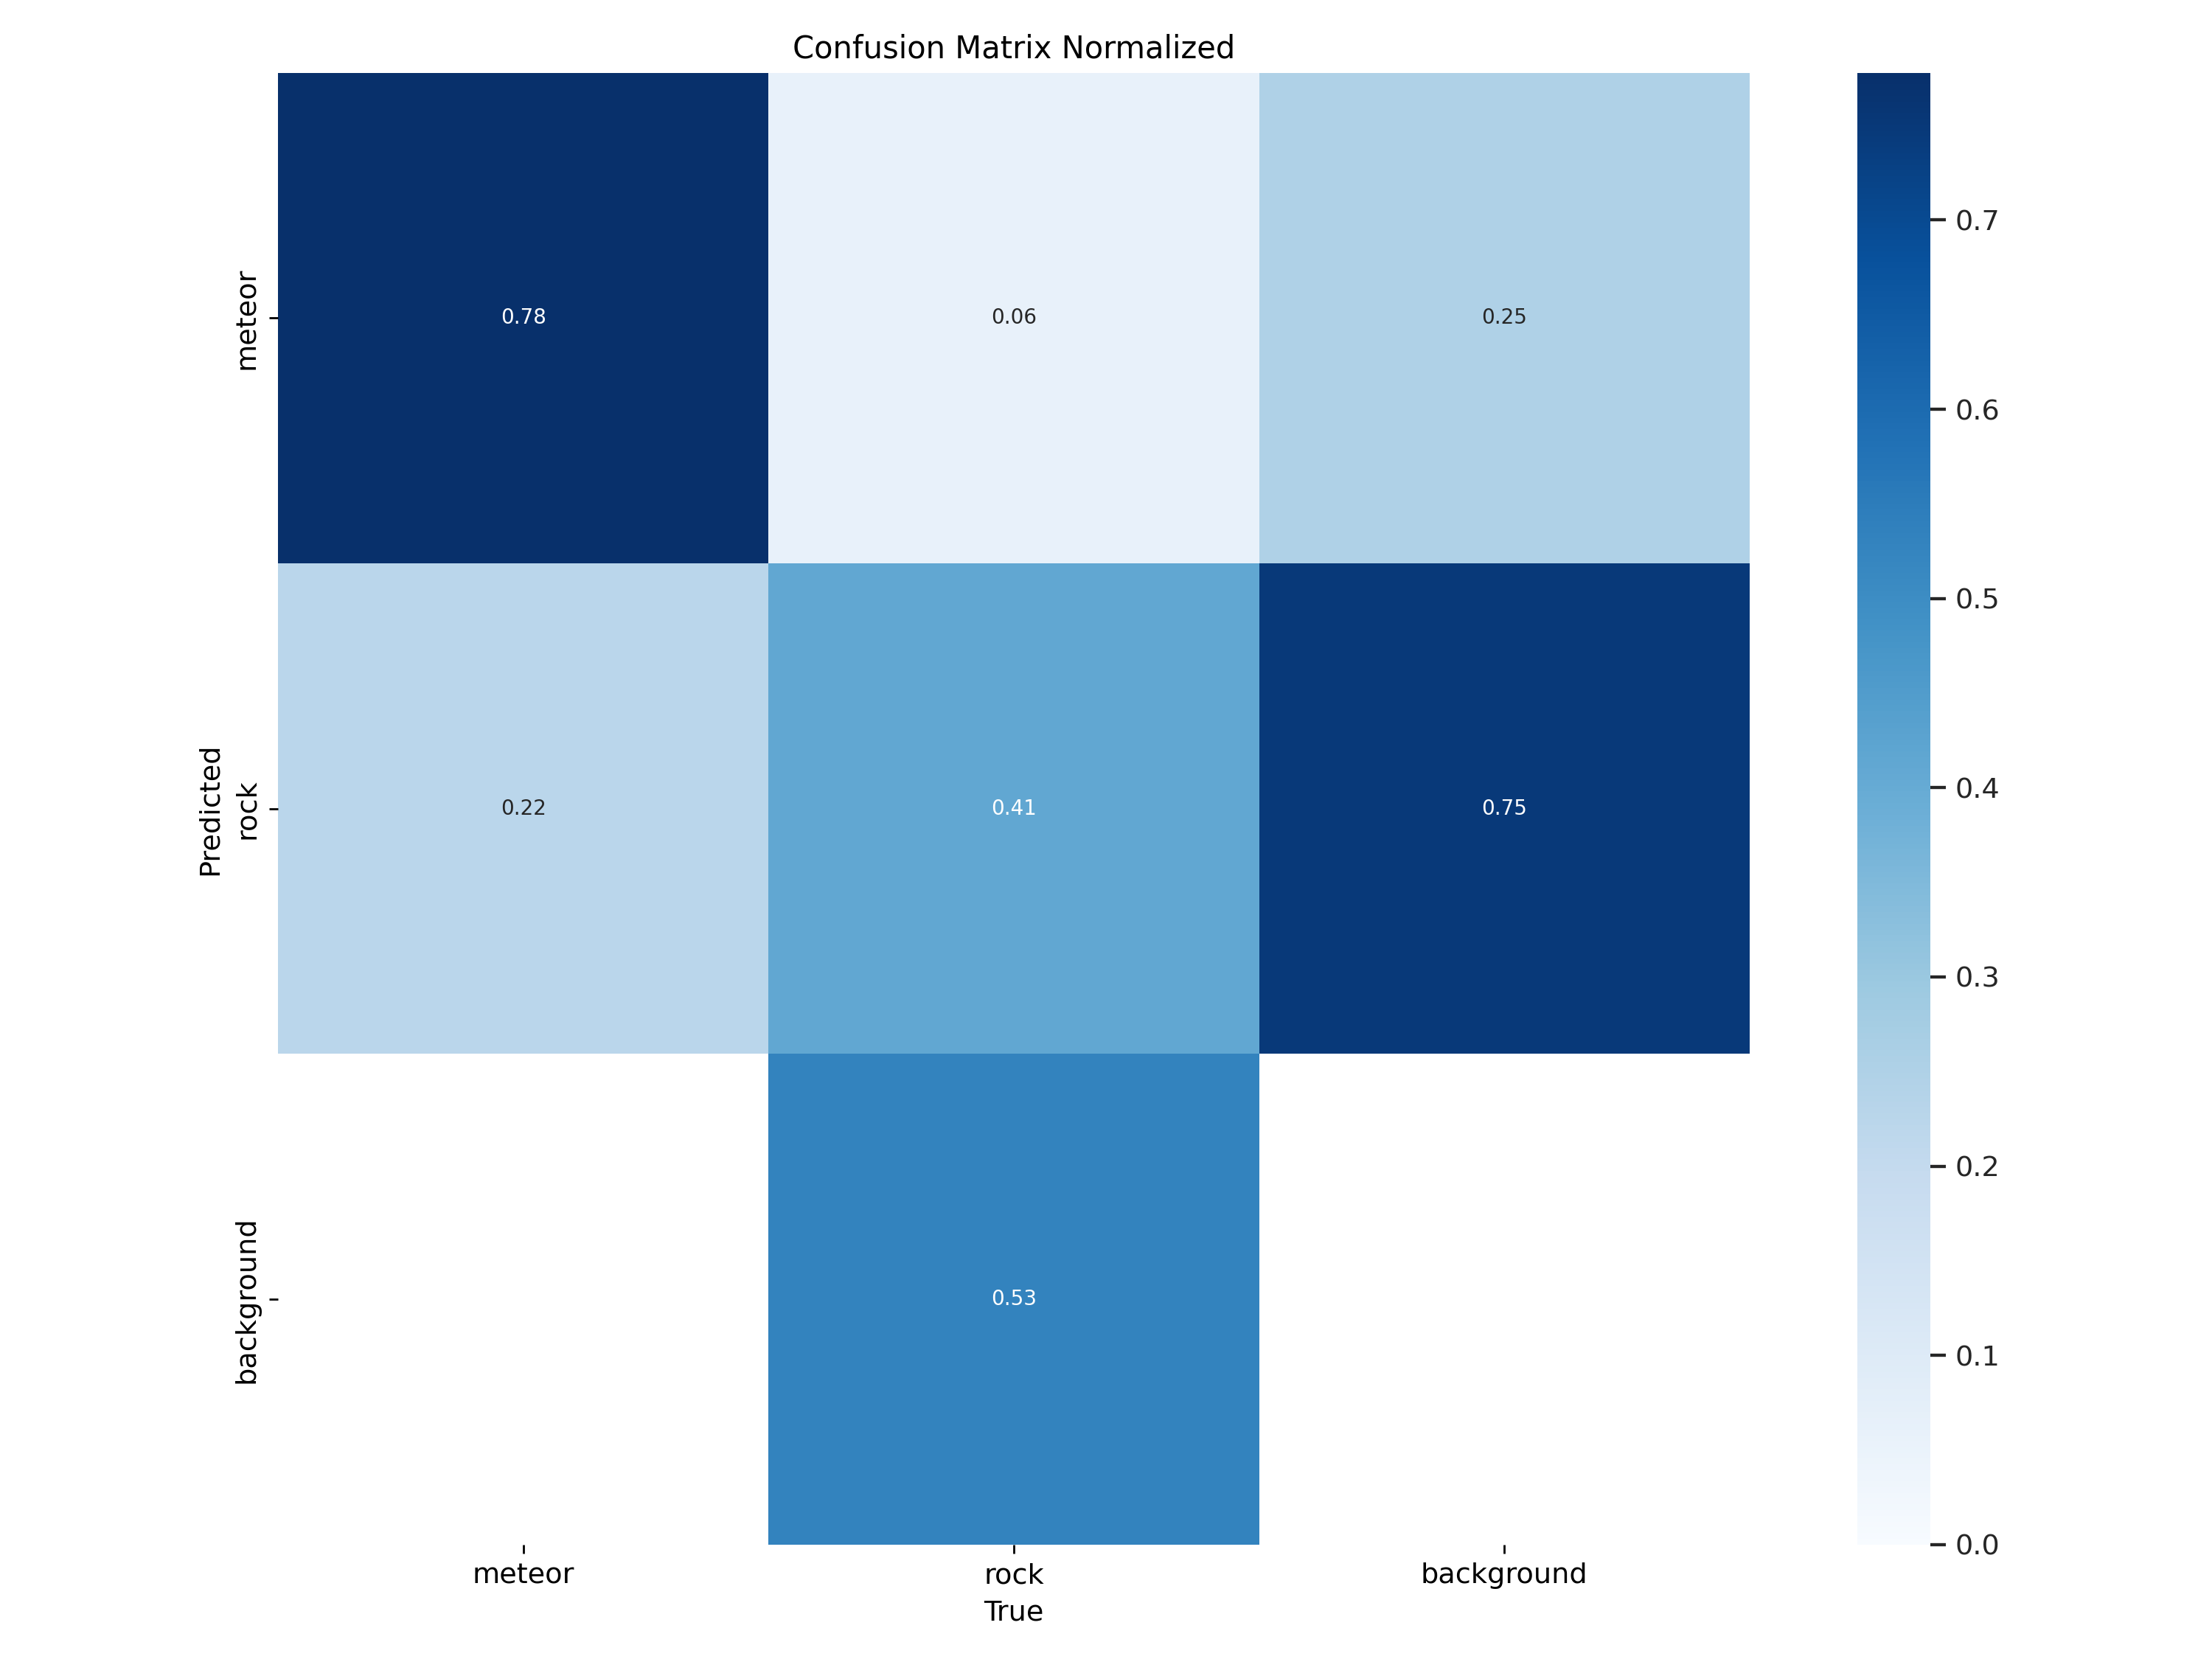 Confusion Matrix Normalized
Predicted
meteor
0.78
0.06
0.25
rock
0.22
0.41
0.75
background
0.53
meteor
rock
background
True
0.7
0.6
0.5
0.4
0.3
0.2
0.1
0.0